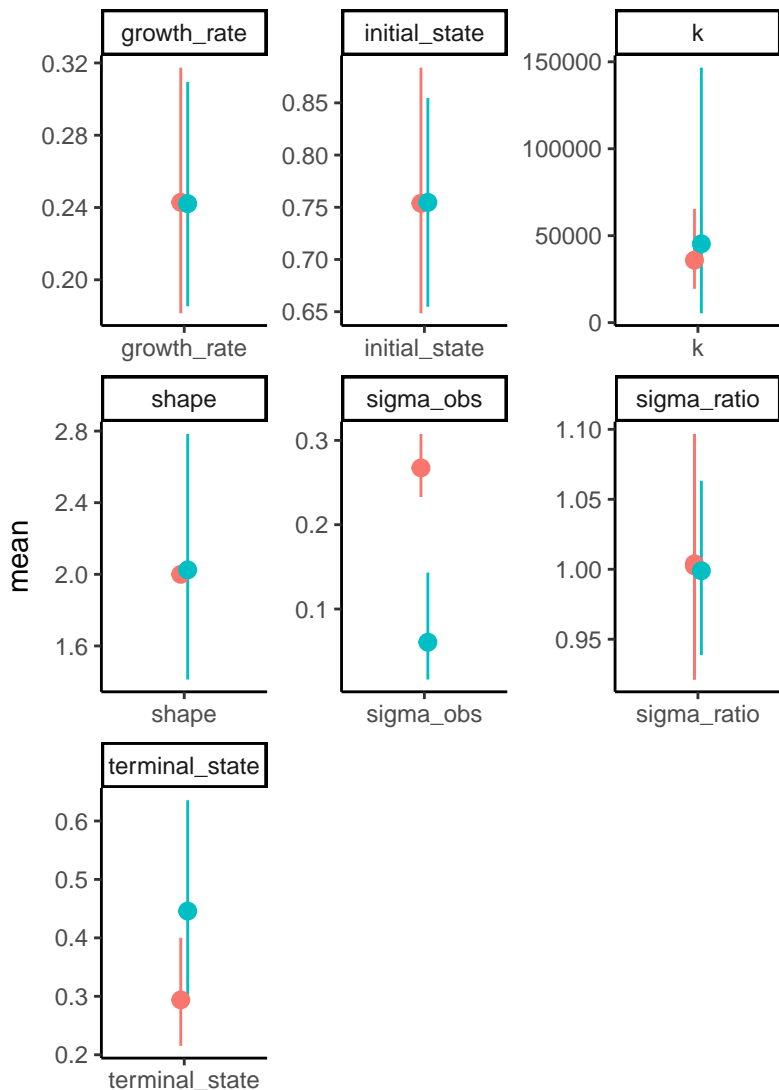 growth_rate
initial_state
k
0.32
0.28
0.24
0.20
0.85
0.80
0.75
0.70
0.65
150000
100000
50000
0
growth_rate
initial_state
k
shape
sigma_obs
sigma_ratio
2.8
2.4
2.0
1.6
0.3
0.2
0.1
1.10
1.05
1.00
0.95
mean
shape
sigma_obs
sigma_ratio
terminal_state
0.6
0.5
0.4
0.3
0.2
terminal_state